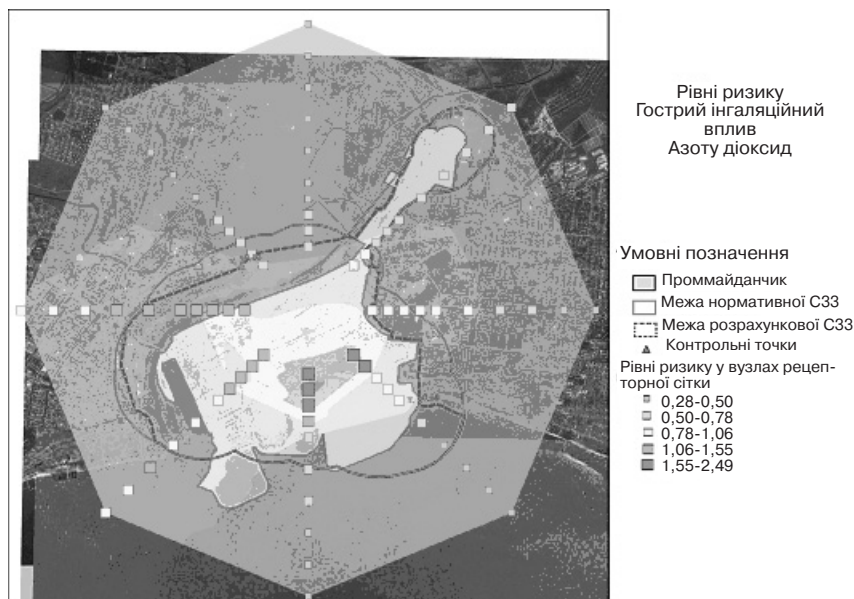 Рівні ризику
Гострий інгаляційний
вплив
Азоту діоксид
Умовні позначення
Проммайданчик
Межа нормативної СЗЗ
Межа розрахункової СЗЗ
Контрольні точки
Рівні ризику у вузлах рецеп-
торної сітки
0,28-0,50
0,50-0,78
0,78-1,06
1,06-1,55
1,55-2,49